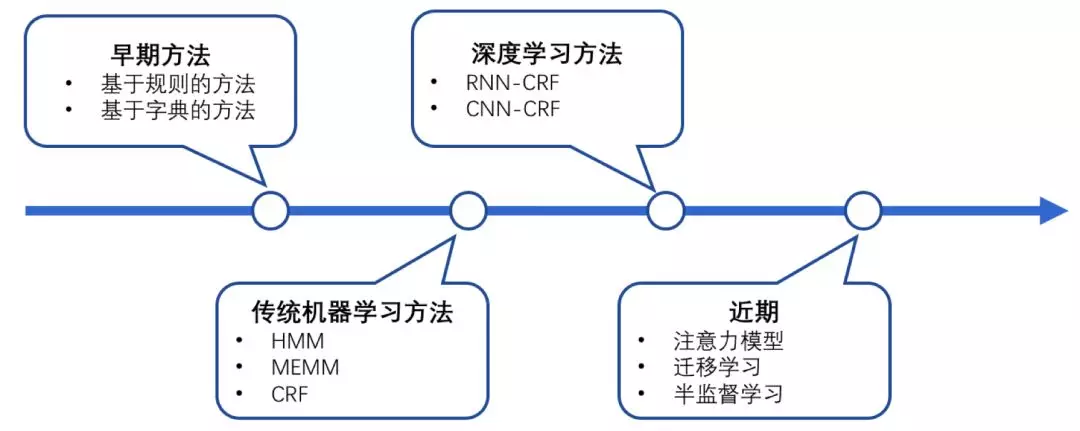 早期方法
• 基于规则的方法
• 基于字典的方法
深度学习方法
• RNN-CRF
• CNN-CRF
传统机器学习方法
• HMM
• MEMM
• CRF
近期
• 注意力模型
• 迁移学习
• 半监督学习